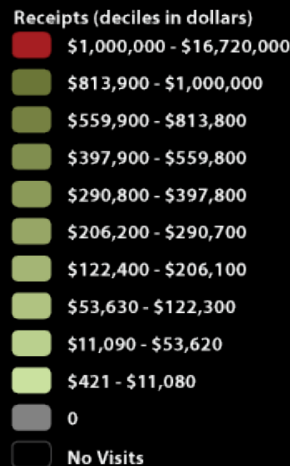 Receipts (deciles in dollars)
$1,000,000 - $16,720,000
$813,900 - $1,000,000
$559,900 - $813,800
$397,900 - $559,800
$290,800 - $397,800
$206,200 - $290,700
$122,400 - $206,100
$53,630 - $122,300
$11,090 - $53,620
$421 - $11,080
0
No Visits